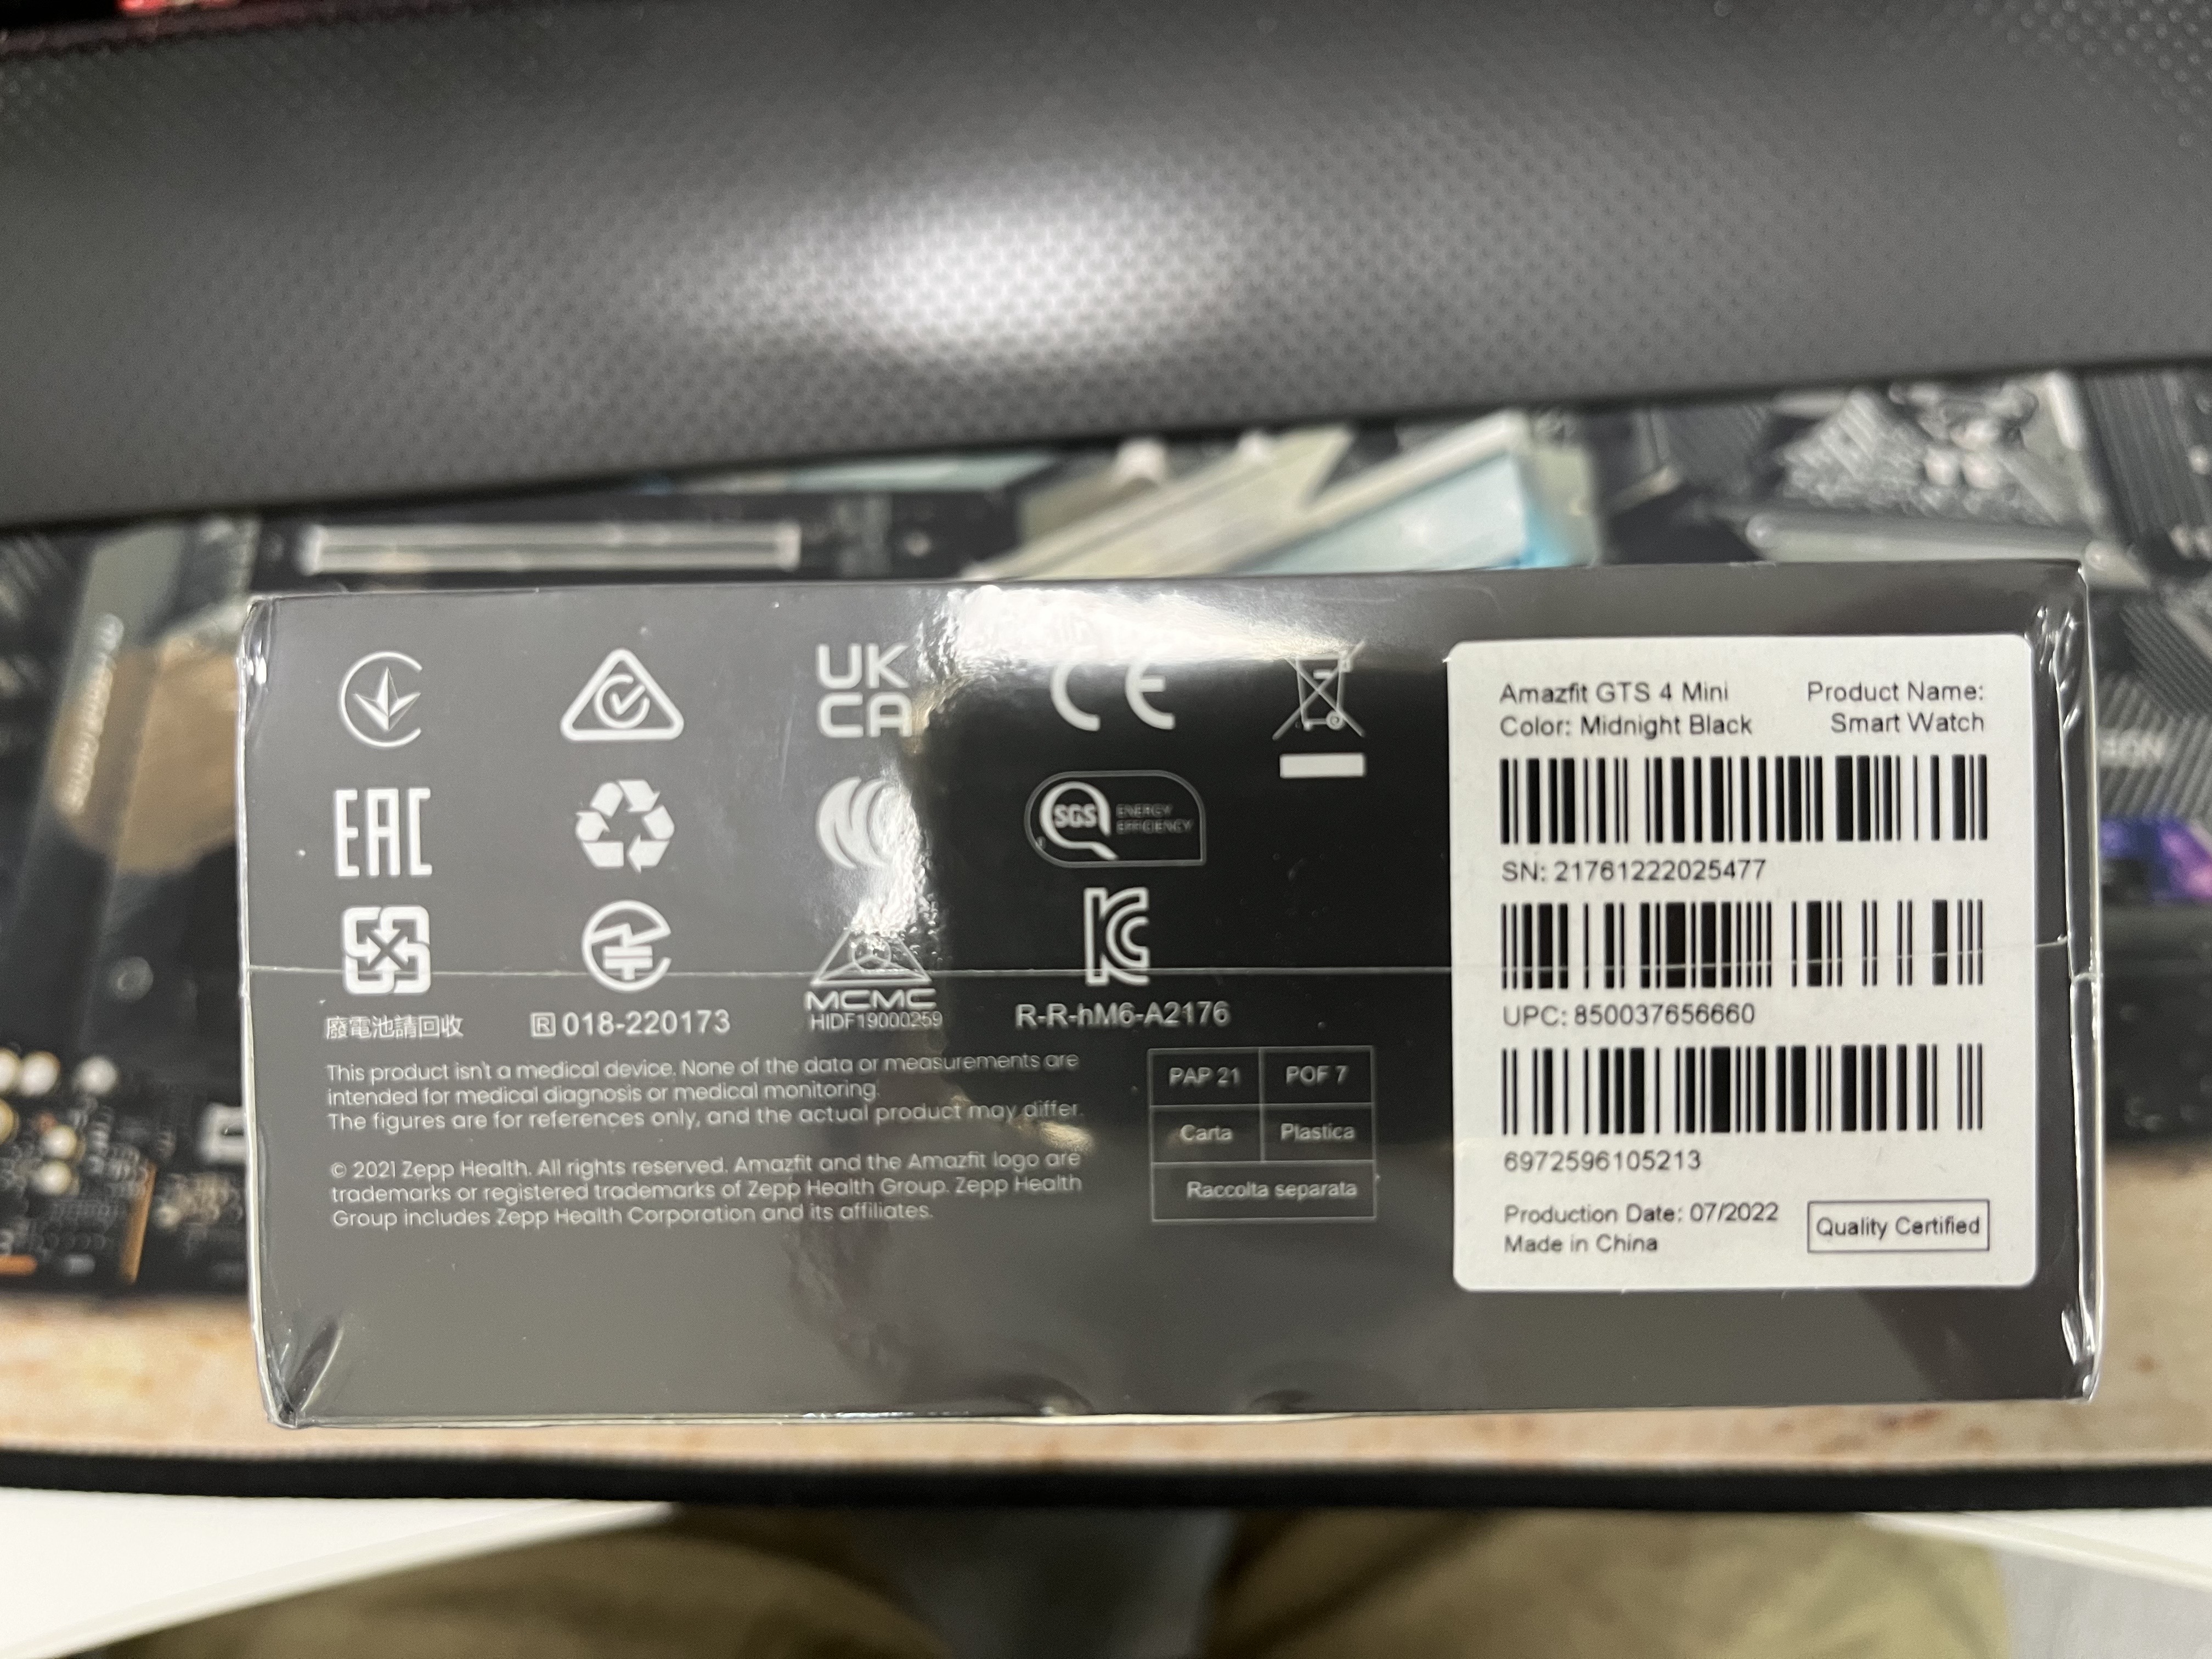 UK
CA
CE
EAC
SGS ENERGY
EFFICIENCY
廢電池請回收
R 018-220173
MCMC
HIDF19000259
R-R-hM6-A2176
This product isn't a medical device. None of the data or measurements are
intended for medical diagnosis or medical monitoring.
The figures are for references only, and the actual product may differ.
© 2021 Zepp Health. All rights reserved. Amazfit and the Amazfit logo are
trademarks or registered trademarks of Zepp Health Group. Zepp Health
Group includes Zepp Health Corporation and its affiliates.
PAP 21 POF 7
Carta Plastica
Raccolta separata
Amazfit GTS 4 Mini Product Name:
Color: Midnight Black Smart Watch
SN: 21761222025477
UPC: 850037656660
6972596105213
Production Date: 07/2022
Made in China
Quality Certified